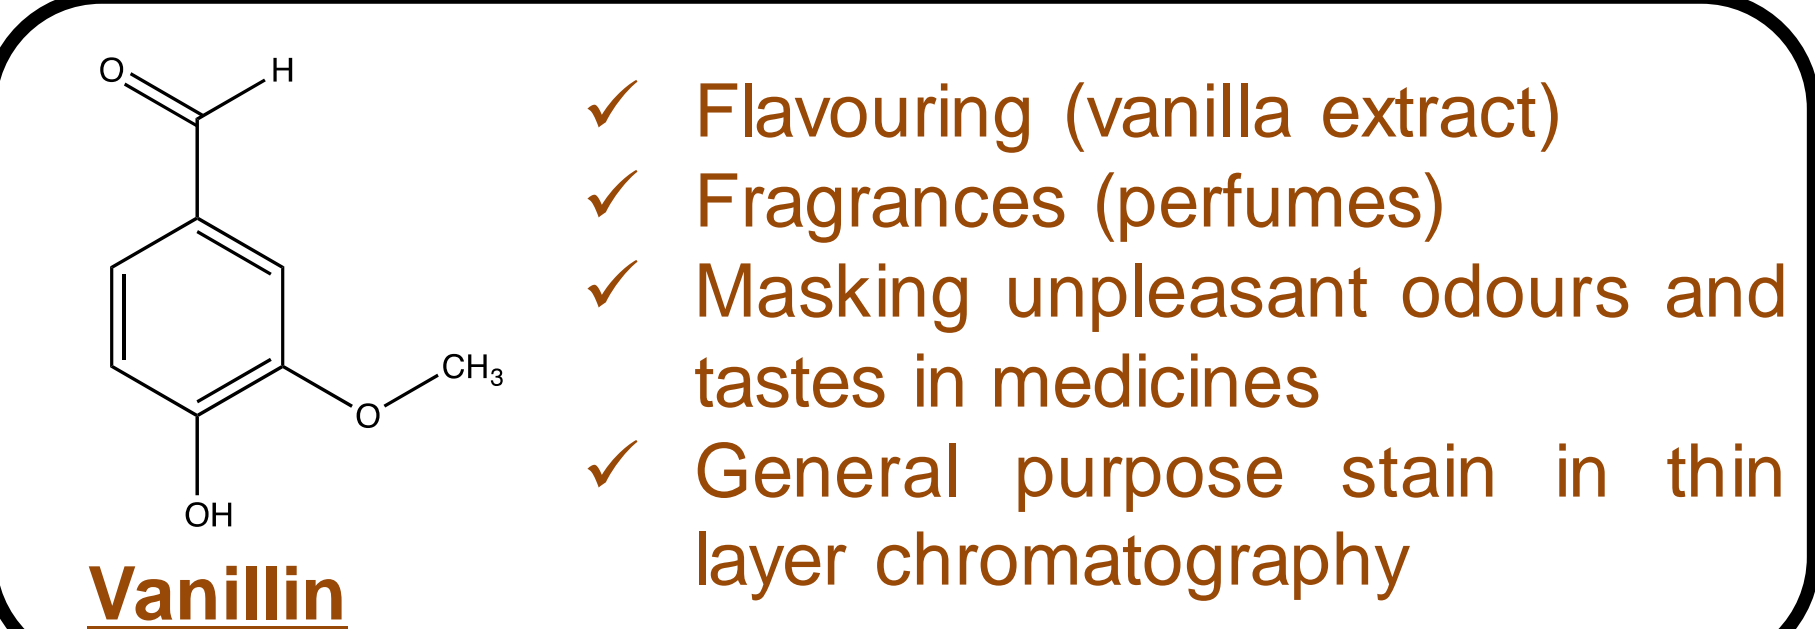 O
H
CH3
O
OH
Vanillin
✓ Flavouring (vanilla extract)
✓ Fragrances (perfumes)
✓ Masking unpleasant odours and
tastes in medicines
✓ General purpose stain in thin
layer chromatography